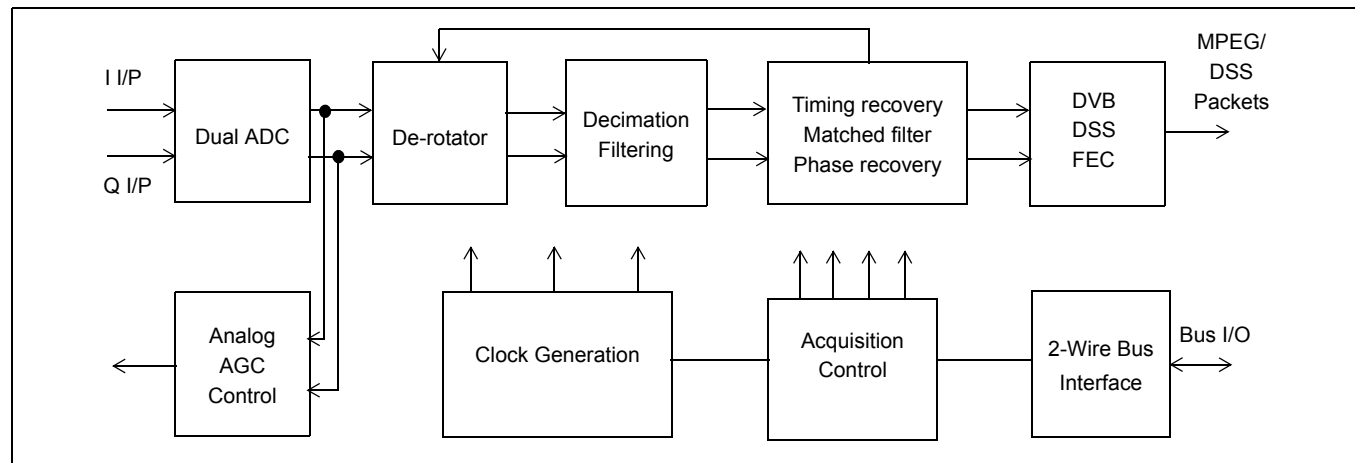 I I/P
Q I/P
Dual ADC
De-rotator
Decimation
Filtering
Timing recovery
Matched filter
Phase recovery
DVB
DSS
FEC
MPEG/
DSS
Packets
Analog
AGC
Control
Clock Generation
Acquisition
Control
2-Wire Bus
Interface
Bus I/O